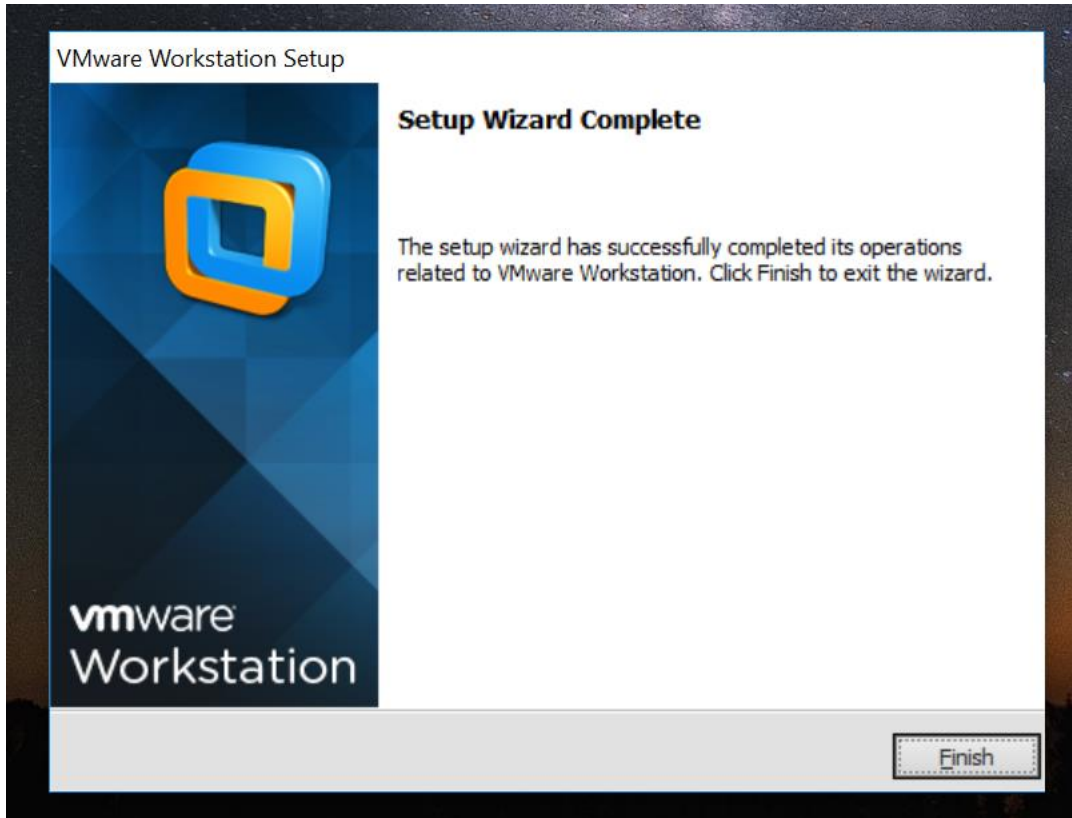 VMware Workstation Setup
Setup Wizard Complete
The setup wizard has successfully completed its operations
related to VMware Workstation. Click Finish to exit the wizard.
vmware
Workstation
Finish